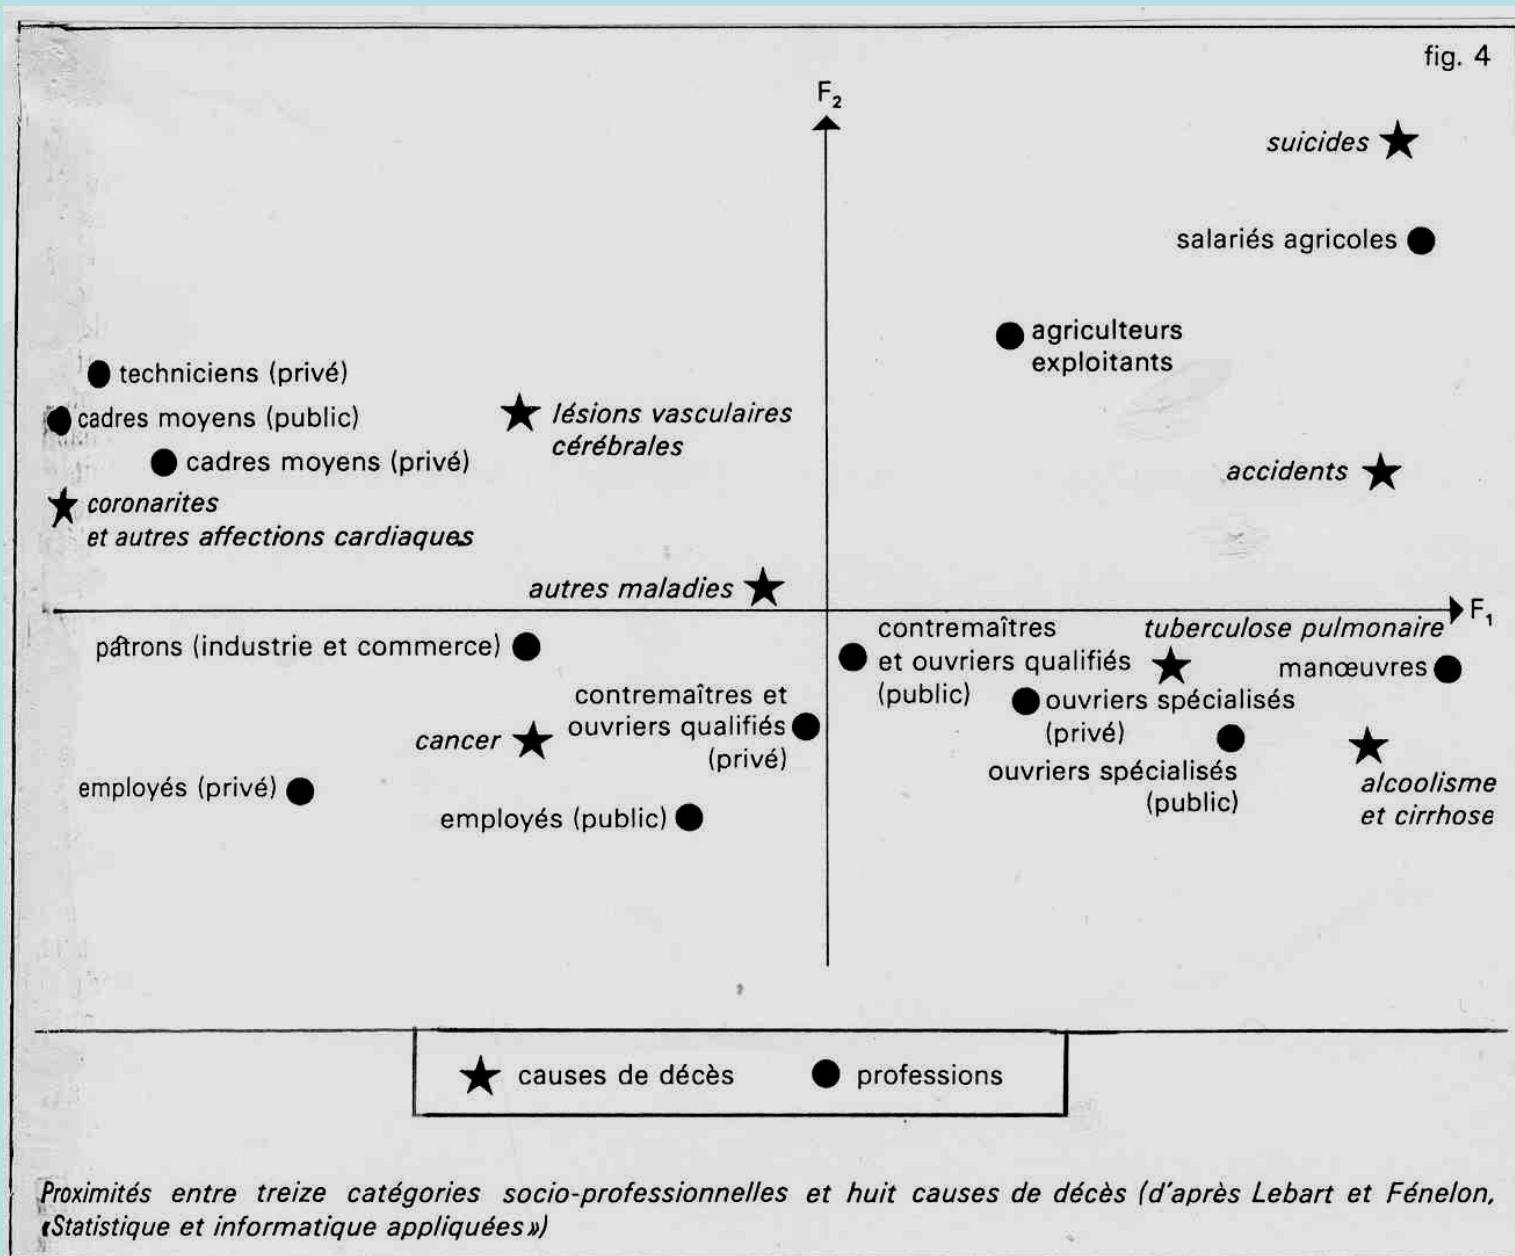 fig. 4
F₂
suicides
salariés agricoles
agriculteurs
exploitants
techniciens (privé)
cadres moyens (public)
cadres moyens (privé)
lésions vasculaires
cérébrales
coronarites
et autres affections cardiaques
accidents
autres maladies
F₁
patrons (industrie et commerce)
contremaîtres
et ouvriers qualifiés
(public)
tuberculose pulmonaire
manœuvres
contremaîtres et
ouvriers qualifiés
(privé)
ouvriers spécialisés
(privé)
cancer
ouvriers spécialisés
(public)
alcoolisme
et cirrhose
employés (privé)
employés (public)
causes de décès
professions
Proximités entre treize catégories socio-professionnelles et huit causes de décès (d'après Lebart et Fénelon,
«Statistique et informatique appliquées»)